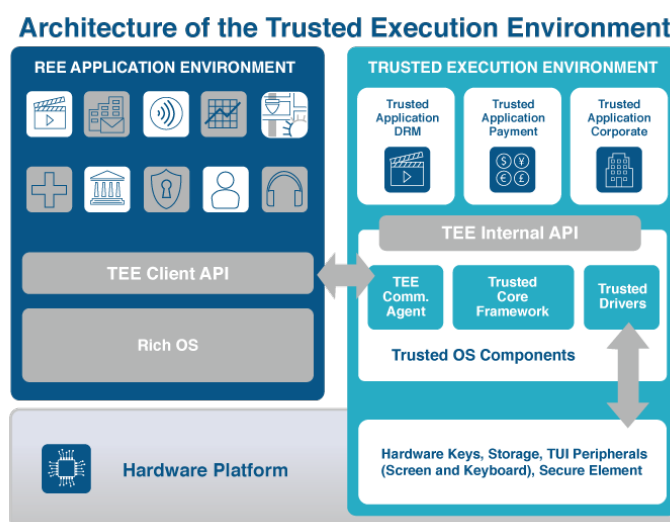 Architecture of the Trusted Execution Environment
REE APPLICATION ENVIRONMENT
TEE Client API
Rich OS
TRUSTED EXECUTION ENVIRONMENT
Trusted
Application
DRM
Trusted
Application
Payment
$ ¥
€ £
Trusted
Application
Corporate
TEE Internal API
TEE
Comm.
Agent
Trusted
Core
Framework
Trusted
Drivers
Trusted OS Components
Hardware Platform
Hardware Keys, Storage, TUI Peripherals
(Screen and Keyboard), Secure Element